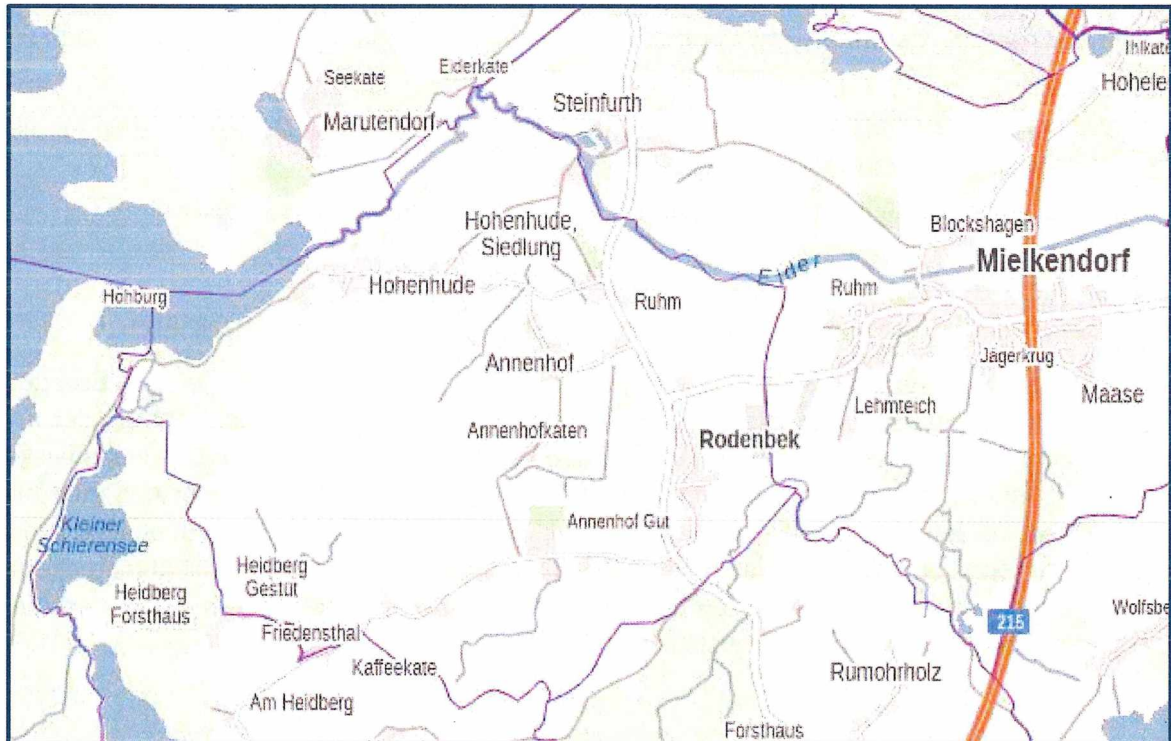 Ihlkate
Eiderkate
Seekate
Hoheler
Steinfurth
Marutendorf
Hohenhude,
Siedlung
Blockshagen
Mielkendorf
Eider
Hohenhude
Ruhm
Hohburg
Ruhm
Annenhof
Jägerkrug
Maase
Lehmteich
Annenhofkaten
Rodenbek
Kleiner
Schierensee
Annenhof Gut
Heidberg
Gestüt
Heidberg
Forsthaus
Wolfsbe
215
Friedensthal
Kaffeekate
Rumohrholz
Am Heidberg
Forsthaus